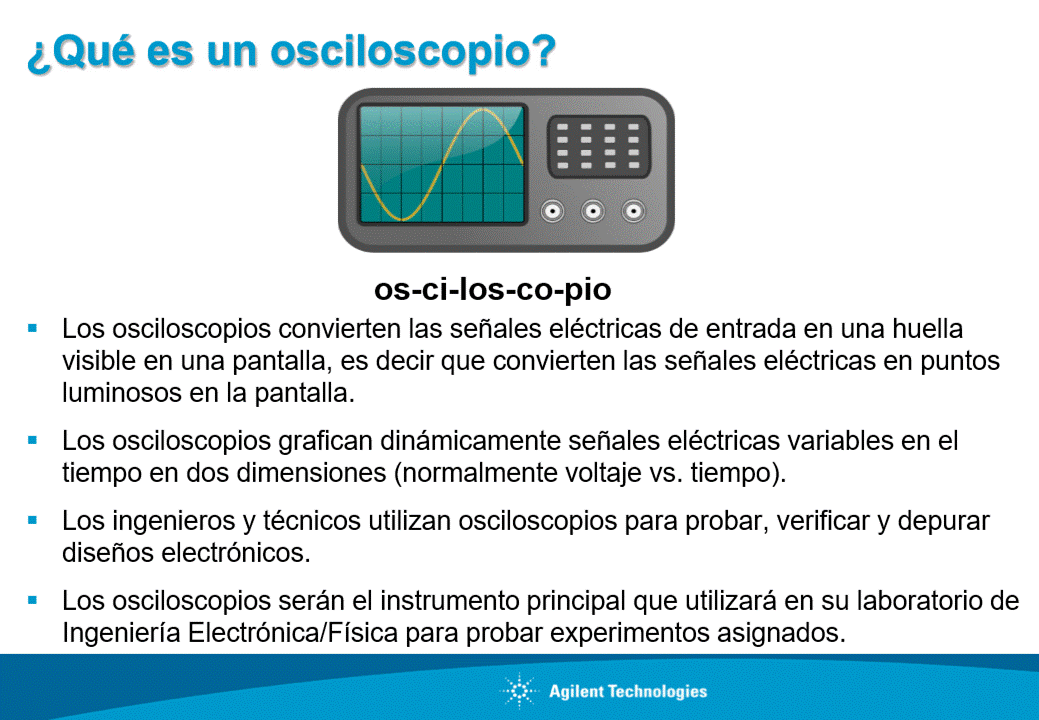 ¿Qué es un osciloscopio?
os-ci-los-co-pio
Los osciloscopios convierten las señales eléctricas de entrada en una huella
visible en una pantalla, es decir que convierten las señales eléctricas en puntos
luminosos en la pantalla.
Los osciloscopios grafican dinámicamente señales eléctricas variables en el
tiempo en dos dimensiones (normalmente voltaje vs. tiempo).
Los ingenieros y técnicos utilizan osciloscopios para probar, verificar y depurar
diseños electrónicos.
Los osciloscopios serán el instrumento principal que utilizará en su laboratorio de
Ingeniería Electrónica/Física para probar experimentos asignados.
Agilent Technologies